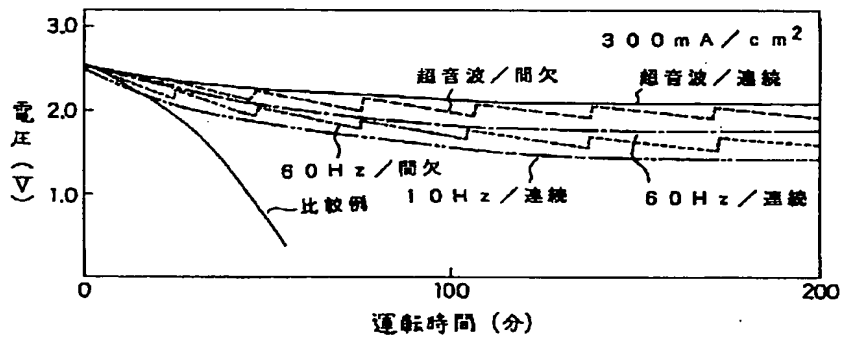 3.0
300mA/cm2
超音波/間欠
超音波/連続
2.0
電圧(V)
1.0
60Hz/間欠
10Hz/連続
60Hz/連続
比較例
0
100
200
運転時間(分)